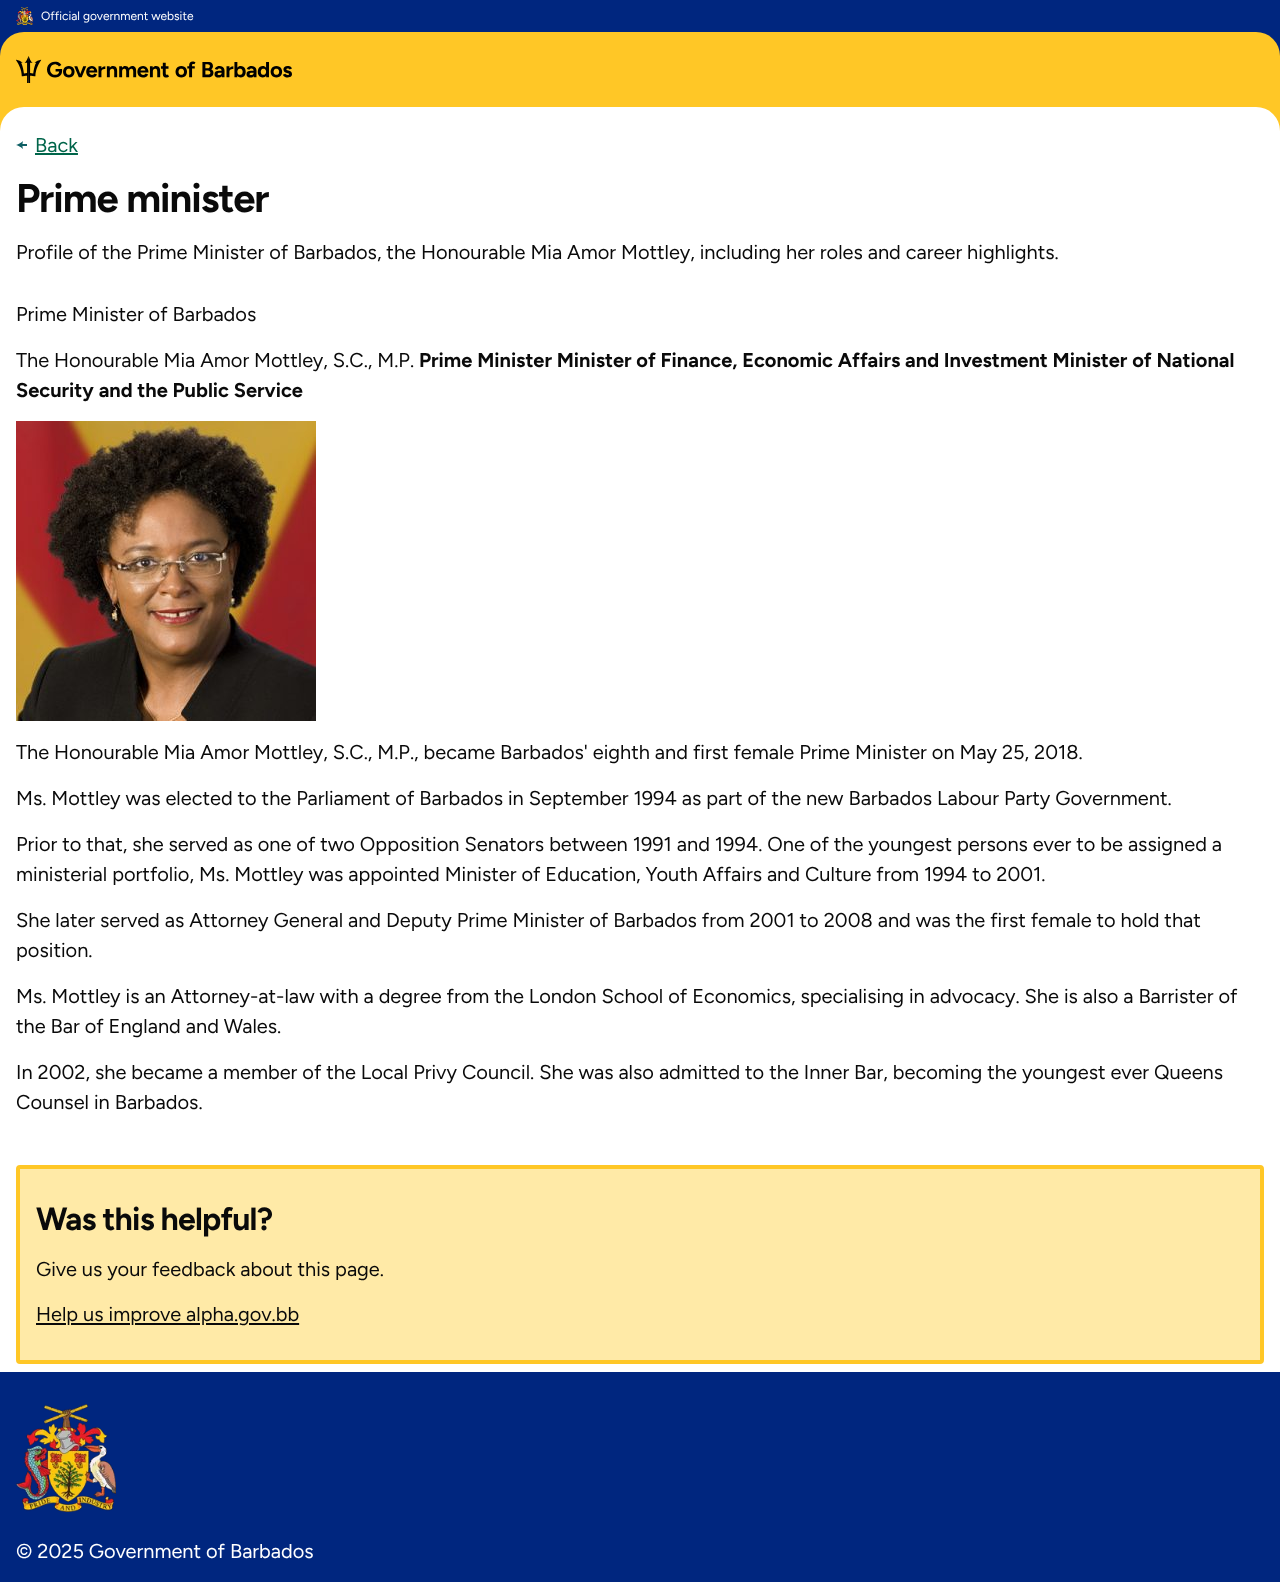 Official government website
Government of Barbados
Back
Prime minister
Profile of the Prime Minister of Barbados, the Honourable Mia Amor Mottley, including her roles and career highlights.
Prime Minister of Barbados
The Honourable Mia Amor Mottley, S.C., M.P. Prime Minister Minister of Finance, Economic Affairs and Investment Minister of National
Security and the Public Service
The Honourable Mia Amor Mottley, S.C., M.P., became Barbados' eighth and first female Prime Minister on May 25, 2018.
Ms. Mottley was elected to the Parliament of Barbados in September 1994 as part of the new Barbados Labour Party Government.
Prior to that, she served as one of two Opposition Senators between 1991 and 1994. One of the youngest persons ever to be assigned a
ministerial portfolio, Ms. Mottley was appointed Minister of Education, Youth Affairs and Culture from 1994 to 2001.
She later served as Attorney General and Deputy Prime Minister of Barbados from 2001 to 2008 and was the first female to hold that
position.
Ms. Mottley is an Attorney-at-law with a degree from the London School of Economics, specialising in advocacy. She is also a Barrister of
the Bar of England and Wales.
In 2002, she became a member of the Local Privy Council. She was also admitted to the Inner Bar, becoming the youngest ever Queens
Counsel in Barbados.
Was this helpful?
Give us your feedback about this page.
Help us improve alpha.gov.bb
PRIDE AND INDUSTRY
© 2025 Government of Barbados